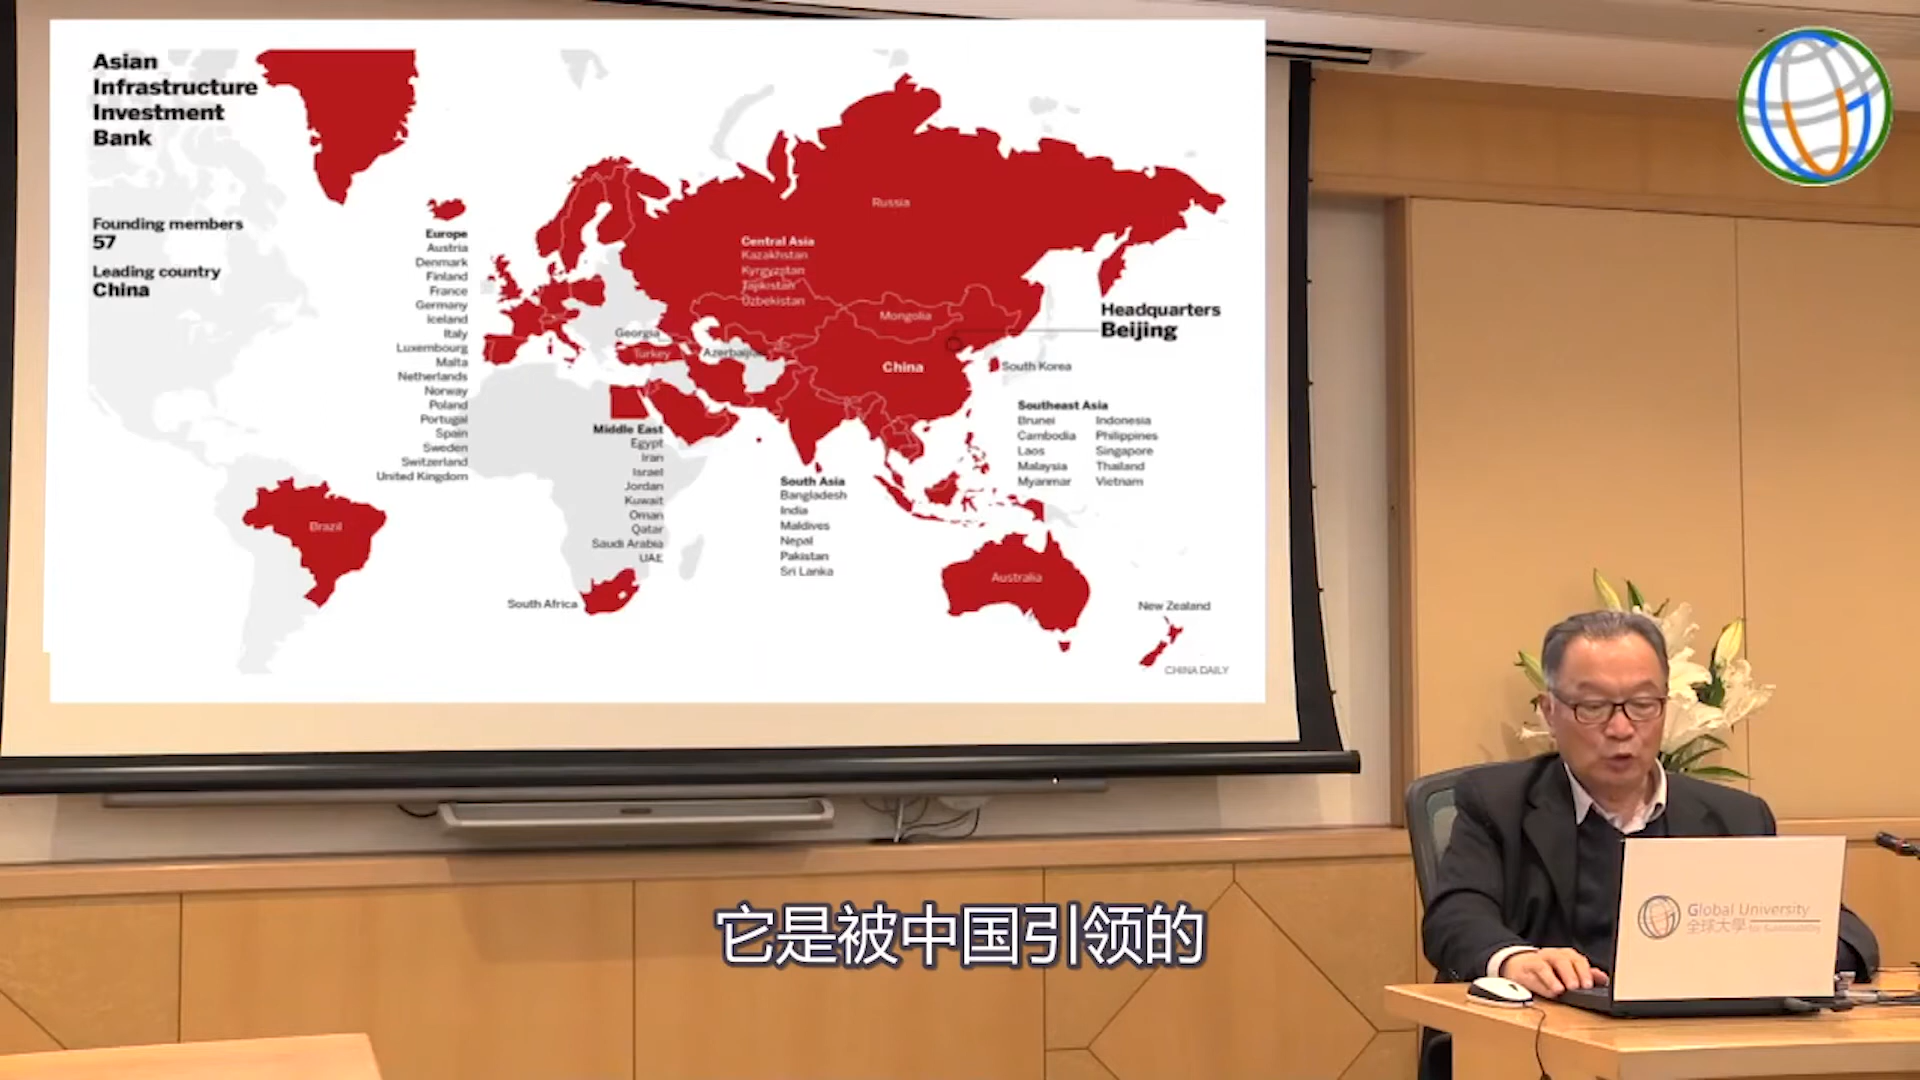 Asian
Infrastructure
Investment
Bank
Founding members
57
Leading country
China
Europe
Austria
Denmark
Finland
France
Germany
Iceland
Italy
Luxembourg
Malta
Netherlands
Norway
Poland
Portugal
Spain
Sweden
Switzerland
United Kingdom
Russia
Central Asia
Kazakhstan
Kyrgyzstan
Tajikistan
Uzbekistan
Georgia
Turkey
Azerbaijan
Mongolia
China
Headquarters
Beijing
South Korea
Southeast Asia
Brunei Indonesia
Cambodia Philippines
Laos Singapore
Malaysia Thailand
Myanmar Vietnam
Middle East
Egypt
Iran
Israel
Jordan
Kuwait
Oman
Qatar
Saudi Arabia
UAE
South Asia
Bangladesh
India
Maldives
Nepal
Pakistan
Sri Lanka
Brazil
South Africa
Australia
New Zealand
CHINA DAILY
Global University
全球大學 for Sustainability
它是被中国引领的